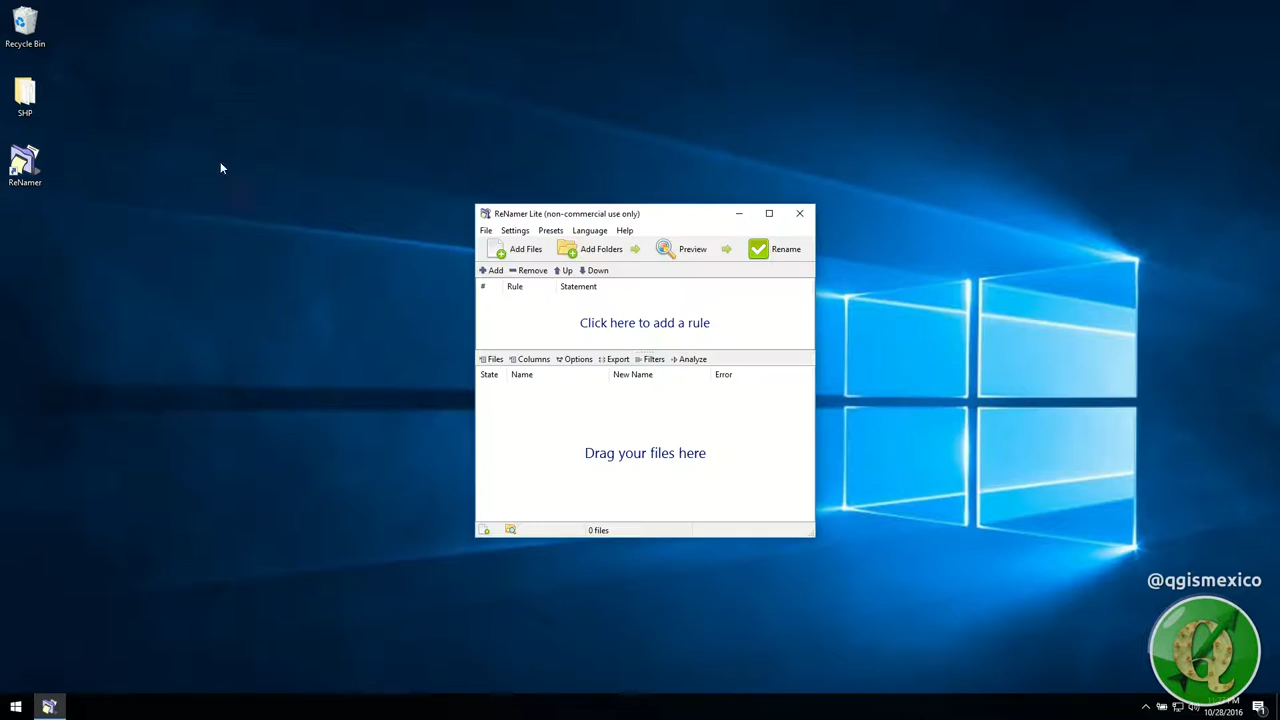 Recycle Bin
SHP
ReNamer
ReNamer Lite (non-commercial use only)
File Settings Presets Language Help
Add Files Add Folders Preview Rename
Add Remove Up Down
# Rule Statement
Click here to add a rule
Files Columns Options Export Filters Analyze
State Name New Name Error
Drag your files here
0 files
@qgismexico
Q
PM
10/28/2016
1